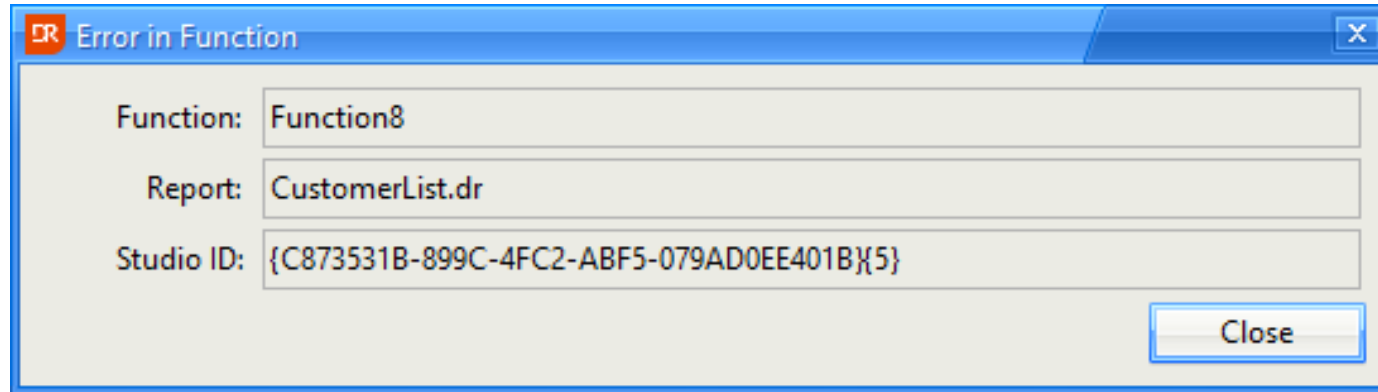 DR Error in Function
Function: Function8
Report: CustomerList.dr
Studio ID: {C873531B-899C-4FC2-ABF5-079AD0EE401B}{5}
Close